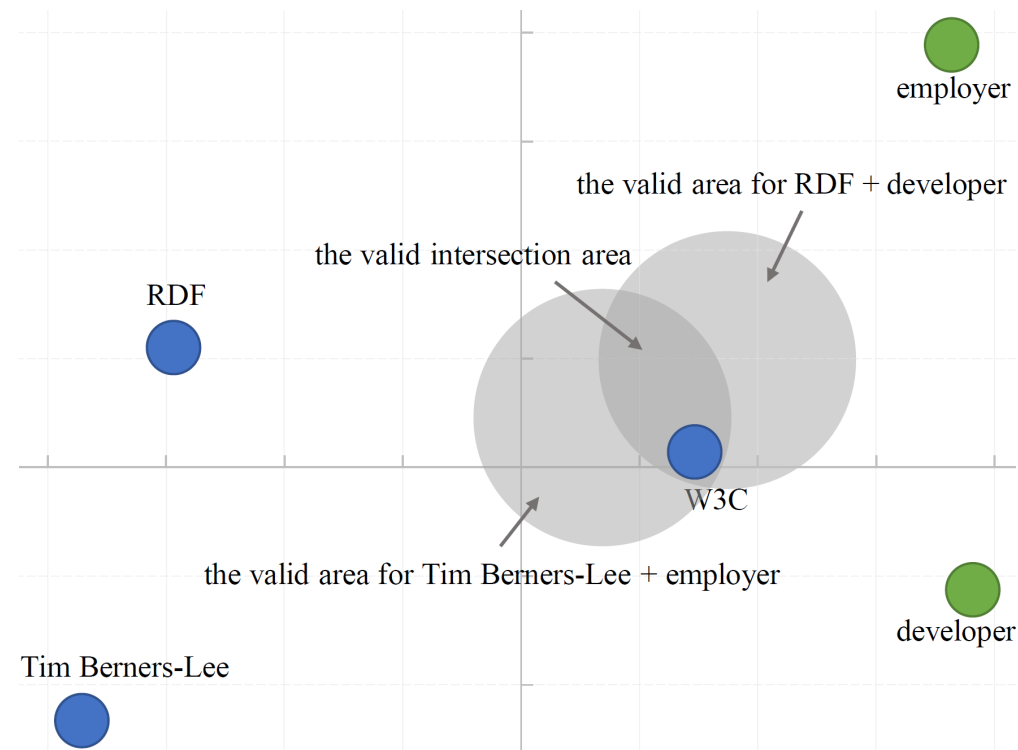 employer
the valid area for RDF + developer
the valid intersection area
RDF
W3C
the valid area for Tim Berners-Lee + employer
developer
Tim Berners-Lee